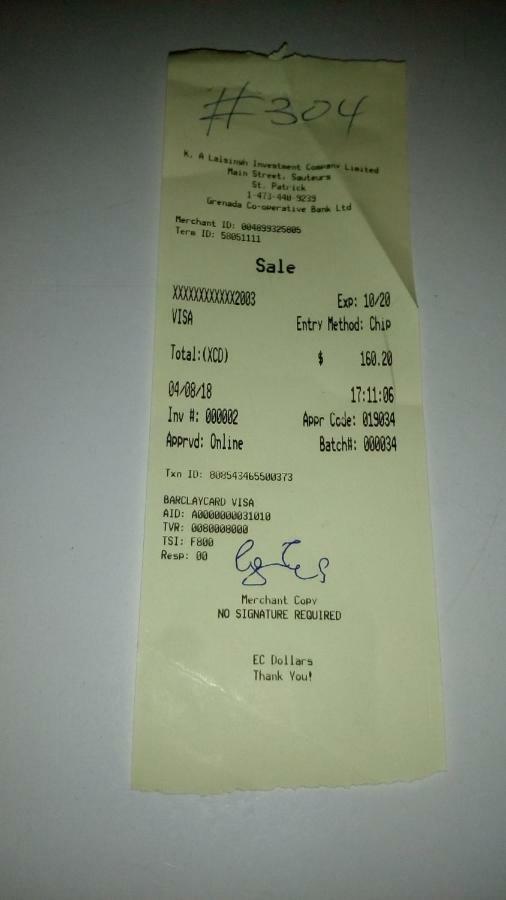 #304
K. A Lalsingh Investment Company Limited
Main Street, Sauteurs
St. Patrick
1-473-440-9239
Grenada Co-operative Bank Ltd
Merchant ID: 004899325005
Term ID: 58051111
Sale
XXXXXXXXXXXX2003 Exp: 10/20
VISA Entry Method: Chip
Total:(XCD) $ 160.20
04/08/18 17:11:06
Inv #: 000002 Appr Code: 019034
Apprvd: Online Batch#: 000034
Txn ID: 808543465500373
BARCLAYCARD VISA
AID: A0000000031010
TVR: 0080008000
TSI: F800
Resp: 00
Merchant Copy
NO SIGNATURE REQUIRED
EC Dollars
Thank You!